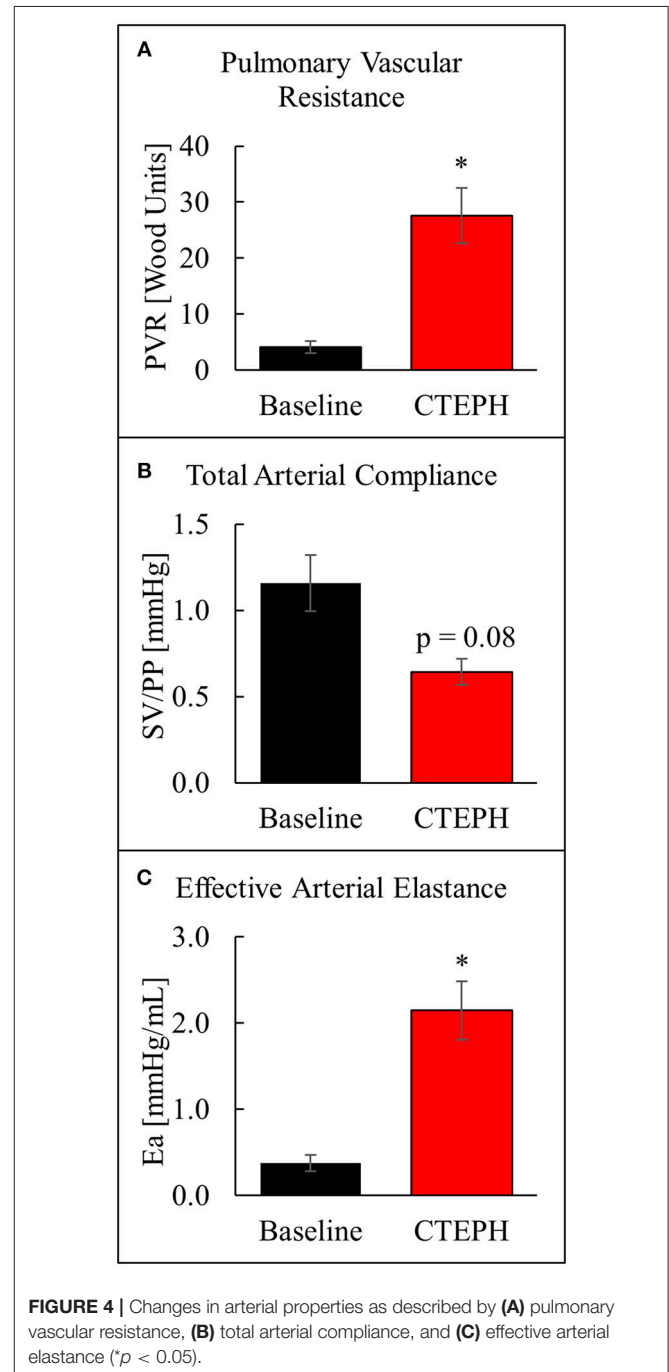 A
Pulmonary Vascular
Resistance
PVR [Wood Units]
40
30
20
10
0
*
Baseline CTEPH
B Total Arterial Compliance
SV/PP [mmHg]
1.5
1.0
0.5
0.0
p = 0.08
Baseline CTEPH
C Effective Arterial Elastance
Ea [mmHg/mL]
3.0
2.0
1.0
0.0
*
Baseline CTEPH
FIGURE 4 | Changes in arterial properties as described by (A) pulmonary
vascular resistance, (B) total arterial compliance, and (C) effective arterial
elastance (*p < 0.05).